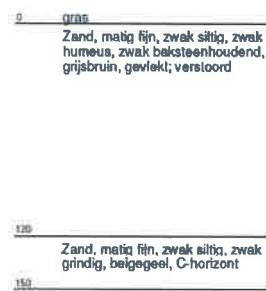 0 gras
Zand, matig fijn, zwak siltig, zwak
humeus, zwak baksteenhoudend,
grijsbruin, gevlekt; verstoord
120
Zand, matig fijn, zwak siltig, zwak
grindig, beigegeel, C-horizont
150